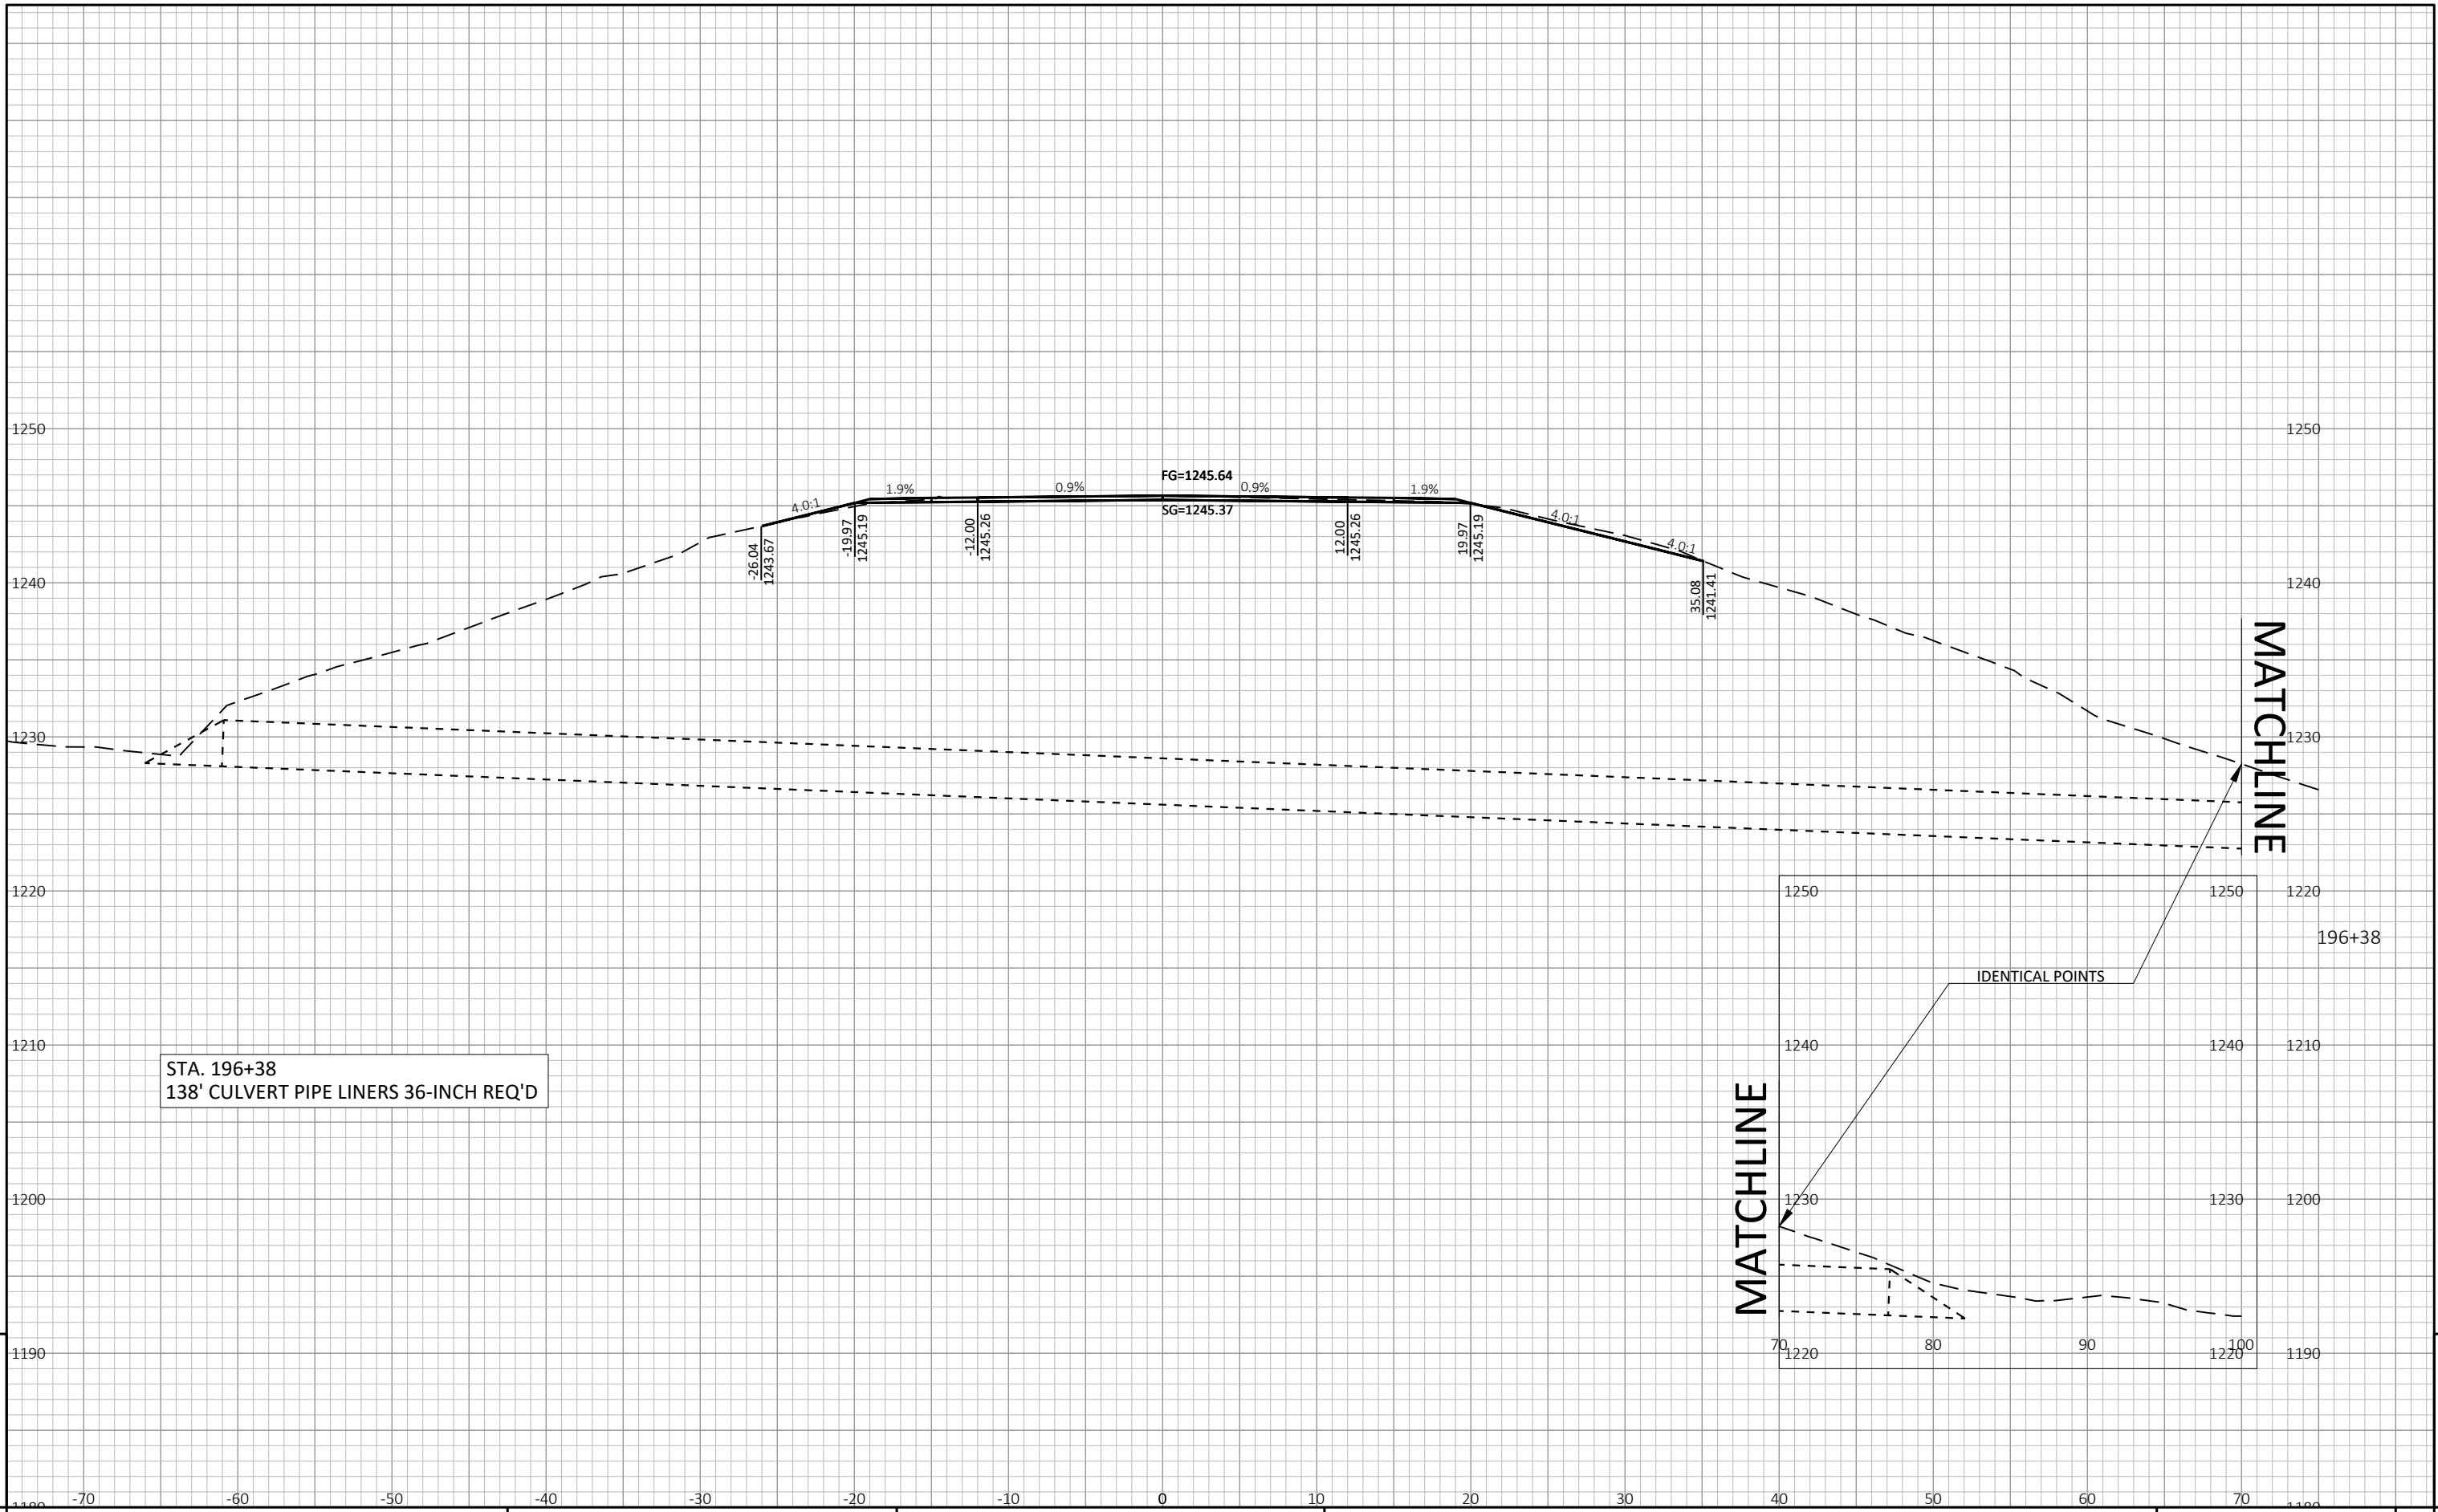 1250 1250
FG=1245.64
4.0:1 1.9% 0.9% 0.9% 1.9% 4.0:1 4.0:1
SG=1245.37
-26.04
1243.67
-19.97
1245.19
-12.00
1245.26
12.00
1245.26
19.97
1245.19
35.08
1241.41
1240 1240
MATCHLINE
1230 1230
1220 1250 1250 1220
196+38
IDENTICAL POINTS
1210 1240 1240 1210
STA. 196+38
138' CULVERT PIPE LINERS 36-INCH REQ'D
MATCHLINE
1200 1230 1230 1200
70 80 90 100
1190 1220 1220 1190
-70 -60 -50 -40 -30 -20 -10 0 10 20 30 40 50 60 70
1180 1180